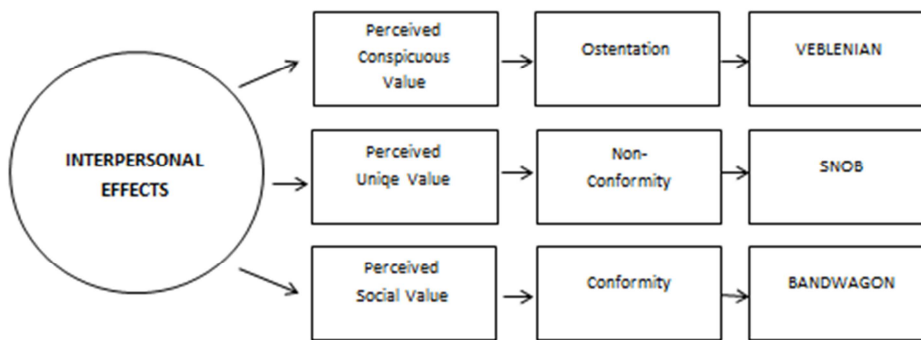 INTERPERSONAL
EFFECTS
Perceived
Conspicuous
Value
Ostentation
VEBLENIAN
Perceived
Uniqe Value
Non-
Conformity
SNOB
Perceived
Social Value
Conformity
BANDWAGON